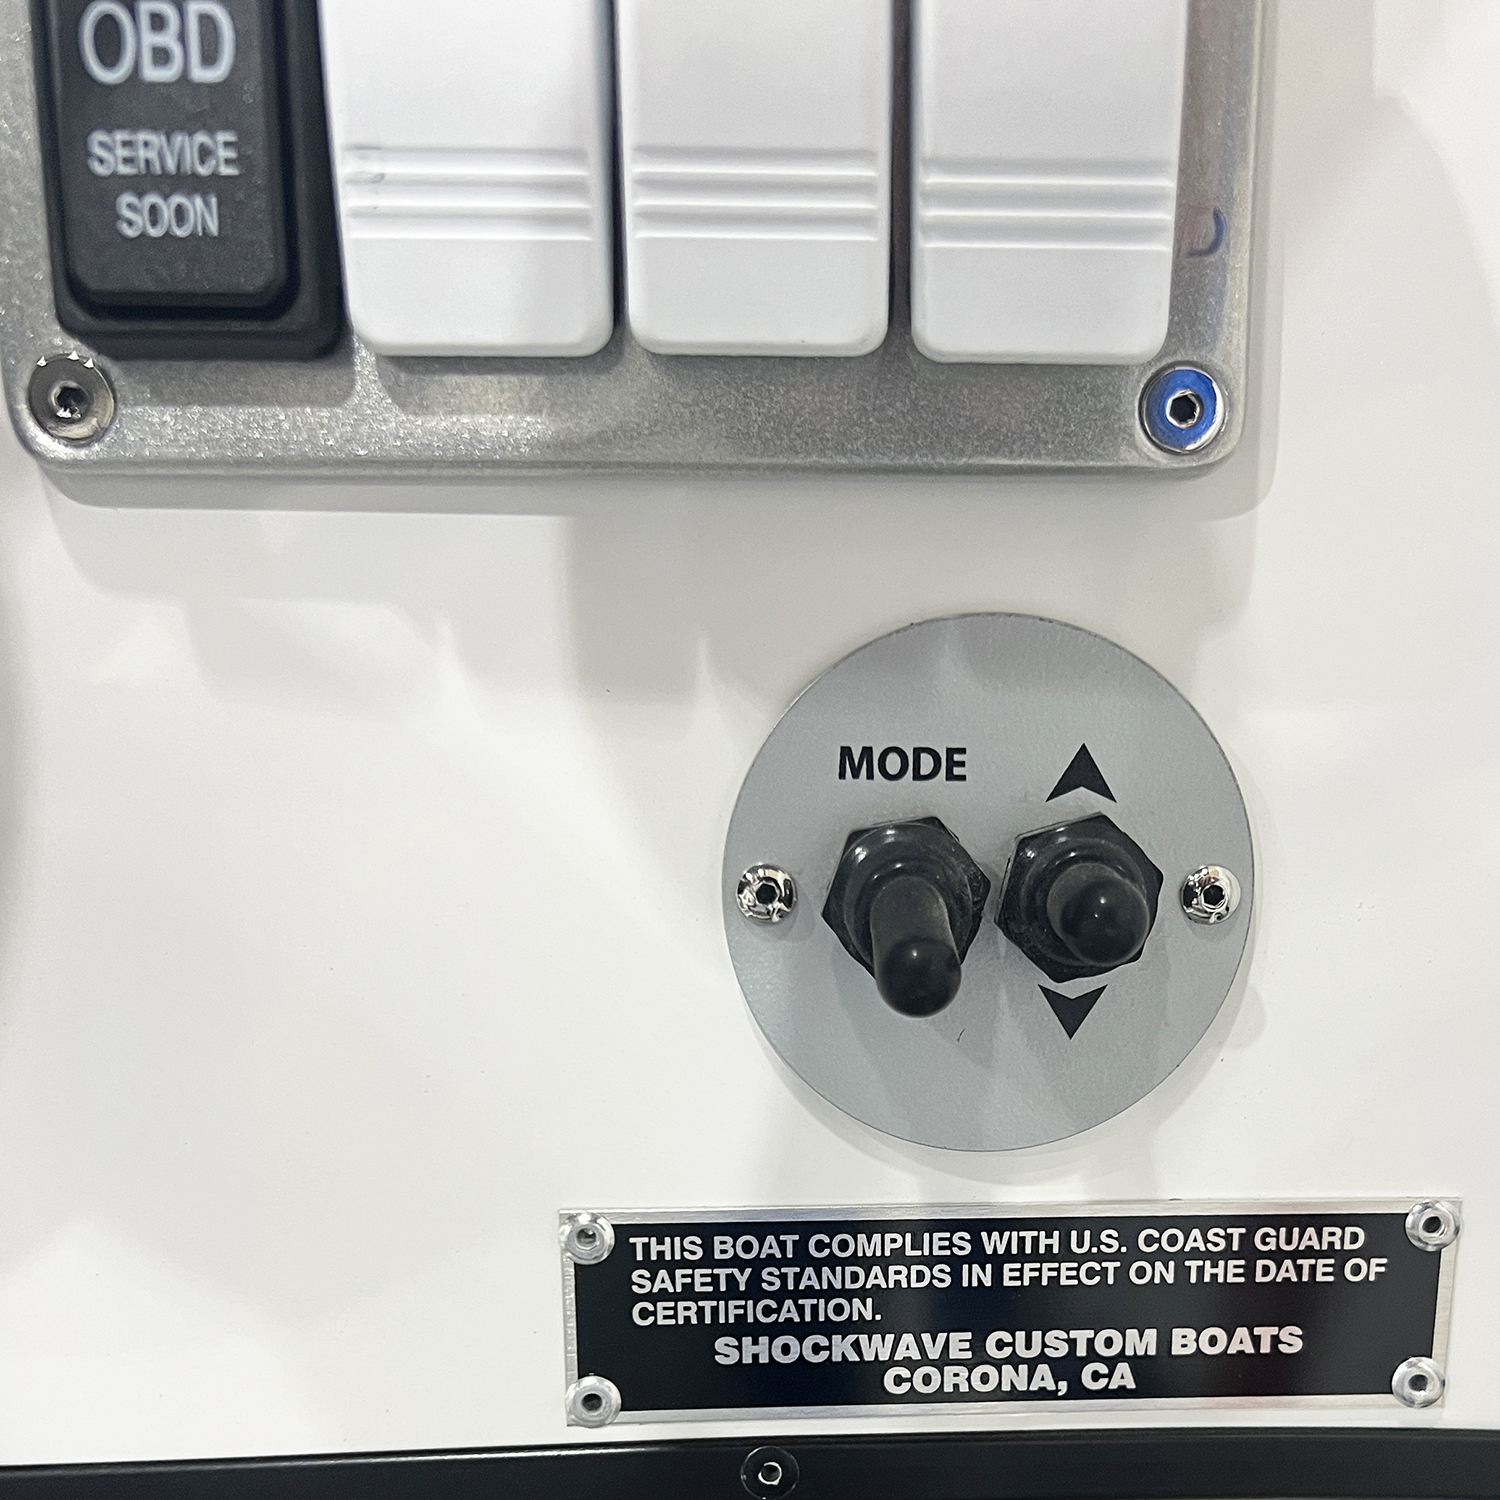 OBD
SERVICE
SOON
MODE
THIS BOAT COMPLIES WITH U.S. COAST GUARD
SAFETY STANDARDS IN EFFECT ON THE DATE OF
CERTIFICATION.
SHOCKWAVE CUSTOM BOATS
CORONA, CA